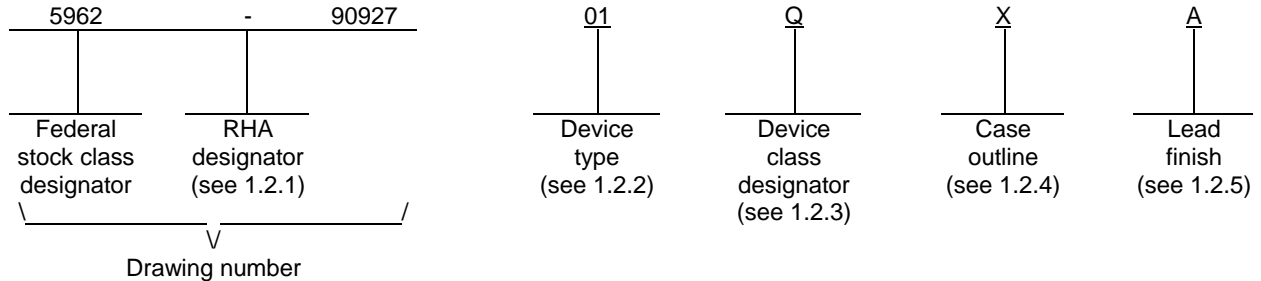 5962 - 90927 01 Q X A
Federal stock class designator
RHA designator (see 1.2.1)
Device type (see 1.2.2)
Device class designator (see 1.2.3)
Case outline (see 1.2.4)
Lead finish (see 1.2.5)
\ /
\/
Drawing number